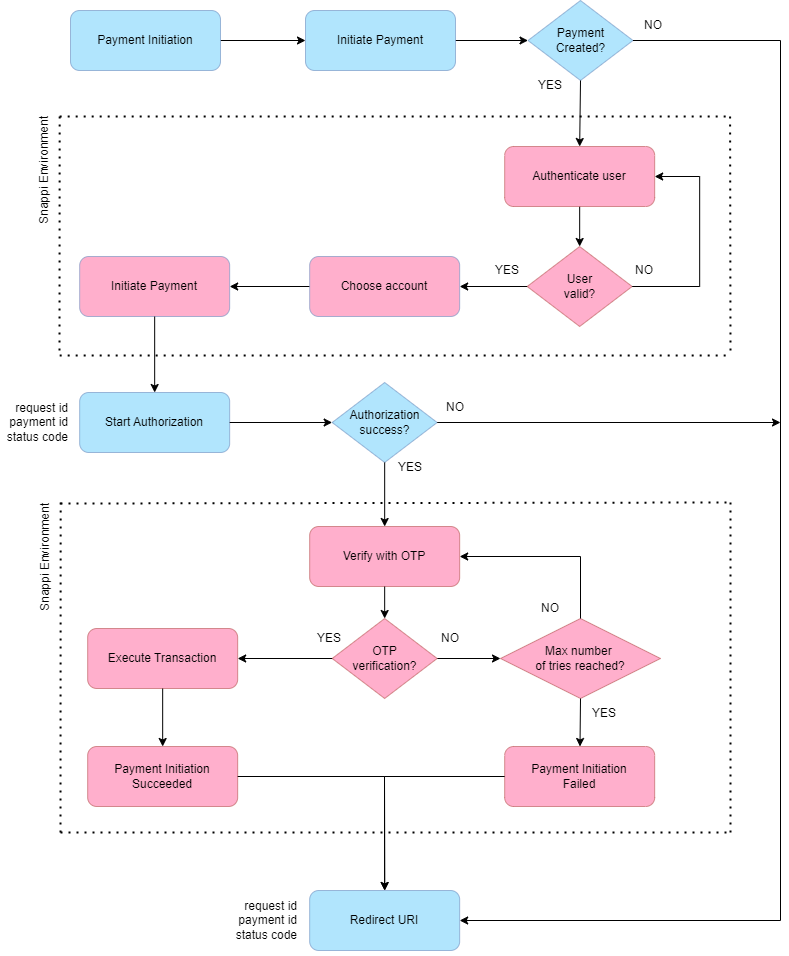 Payment Initiation
Initiate Payment
Payment
Created?
NO
YES
Snappi Environment
Authenticate user
User
valid?
NO
YES
Choose account
Initiate Payment
request id
payment id
status code
Start Authorization
Authorization
success?
NO
YES
Snappi Environment
Verify with OTP
OTP
verification?
YES
NO
Max number
of tries reached?
NO
YES
Execute Transaction
Payment Initiation
Succeeded
Payment Initiation
Failed
request id
payment id
status code
Redirect URI